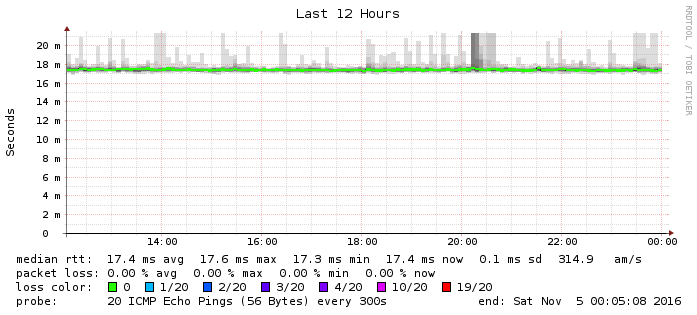 Last 12 Hours
RRDTOOL / TOBI OETIKER
Seconds
20 m
18 m
16 m
14 m
12 m
10 m
8 m
6 m
4 m
2 m
0
14:00 16:00 18:00 20:00 22:00 00:00
median rtt: 17.4 ms avg 17.6 ms max 17.3 ms min 17.4 ms now 0.1 ms sd 314.9 am/s
packet loss: 0.00 % avg 0.00 % max 0.00 % min 0.00 % now
loss color: 0 1/20 2/20 3/20 4/20 10/20 19/20
probe: 20 ICMP Echo Pings (56 Bytes) every 300s end: Sat Nov 5 00:05:08 2016